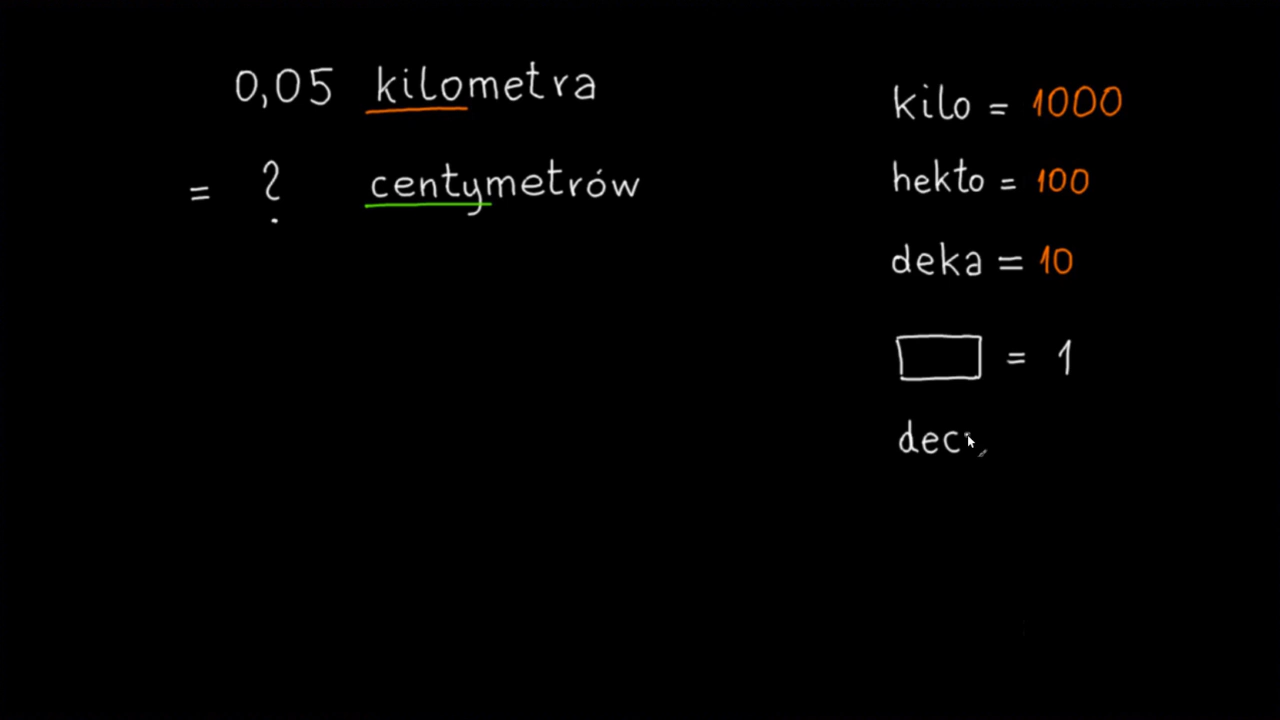 0,05 kilometra
= ? centymetrów
kilo = 1000
hekto = 100
deka = 10
= 1
dec